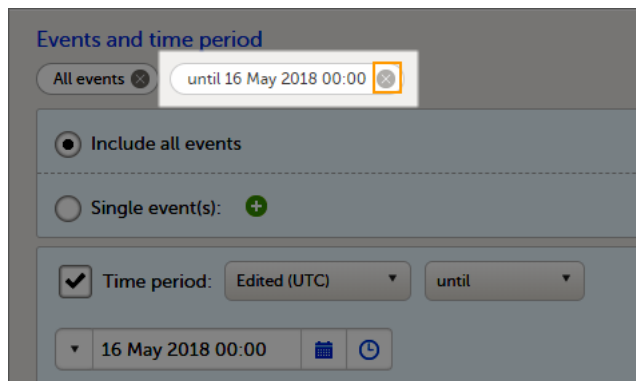 Events and time period
All events until 16 May 2018 00:00
Include all events
Single event(s):
Time period: Edited (UTC) until
16 May 2018 00:00